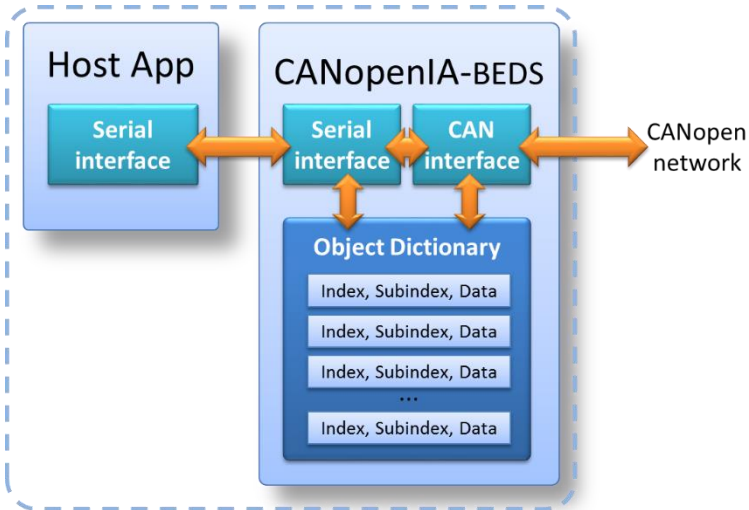 Host App
Serial
interface
CANopenIA-BEDS
Serial
interface
CAN
interface
CANopen
network
Object Dictionary
Index, Subindex, Data
Index, Subindex, Data
Index, Subindex, Data
...
Index, Subindex, Data